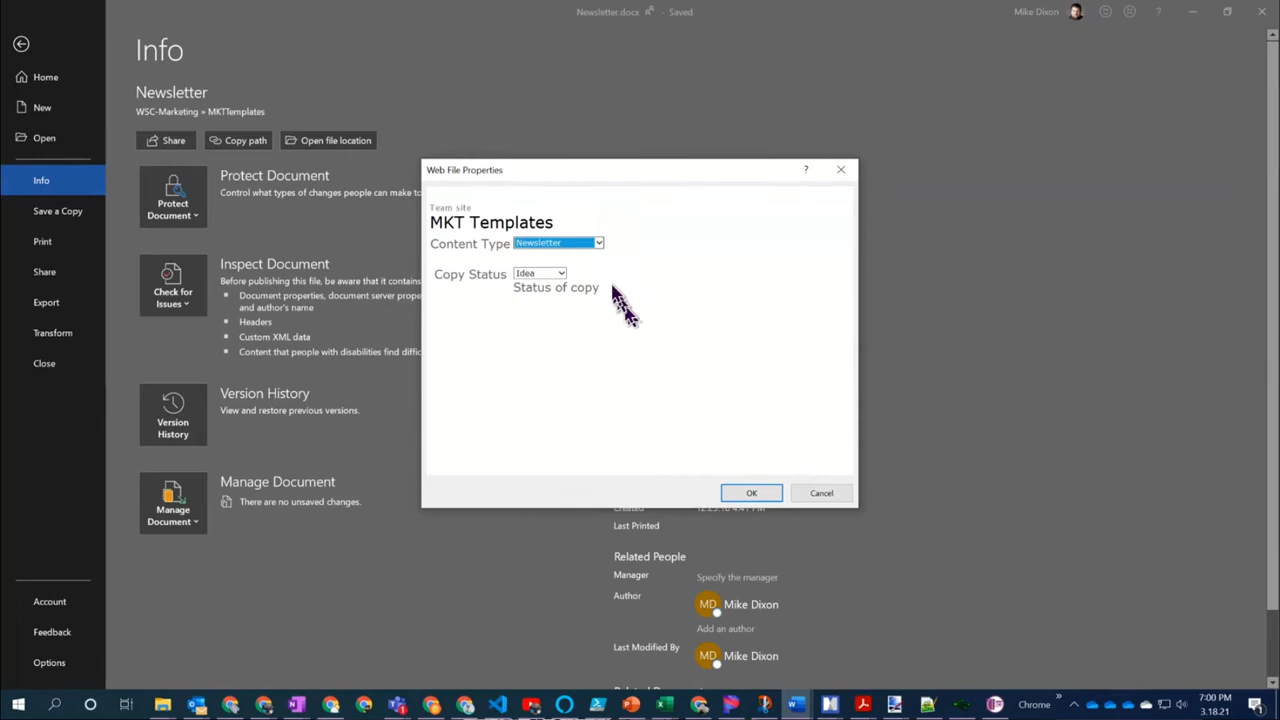 Newsletter.docx - Saved
Mike Dixon
?
Info
Home
New
Open
Info
Save a Copy
Print
Share
Export
Transform
Close
Account
Feedback
Options
Newsletter
WSC-Marketing » MKTTemplates
Share
Copy path
Open file location
Protect Document
Protect Document
Control what types of changes people can make to
Check for Issues
Inspect Document
Before publishing this file, be aware that it contains
Document properties, document server prope
and author's name
Headers
Custom XML data
Content that people with disabilities find diffic
Version History
Version History
View and restore previous versions.
Manage Document
Manage Document
There are no unsaved changes.
Web File Properties
?
Team site
MKT Templates
Content Type Newsletter
Copy Status Idea
Status of copy
OK
Cancel
Created
Last Printed
Related People
Manager
Specify the manager
Author
MD Mike Dixon
Add an author
Last Modified By
MD Mike Dixon
Chrome
7:00 PM
3.18.21